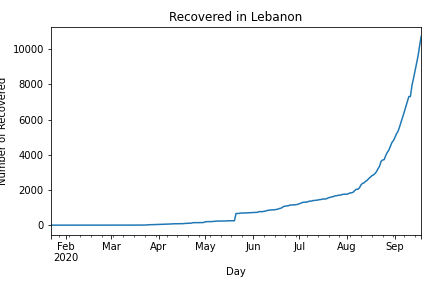 Recovered in Lebanon
Number of Recovered
10000
8000
6000
4000
2000
0
Feb Mar Apr May Jun Jul Aug Sep
2020
Day